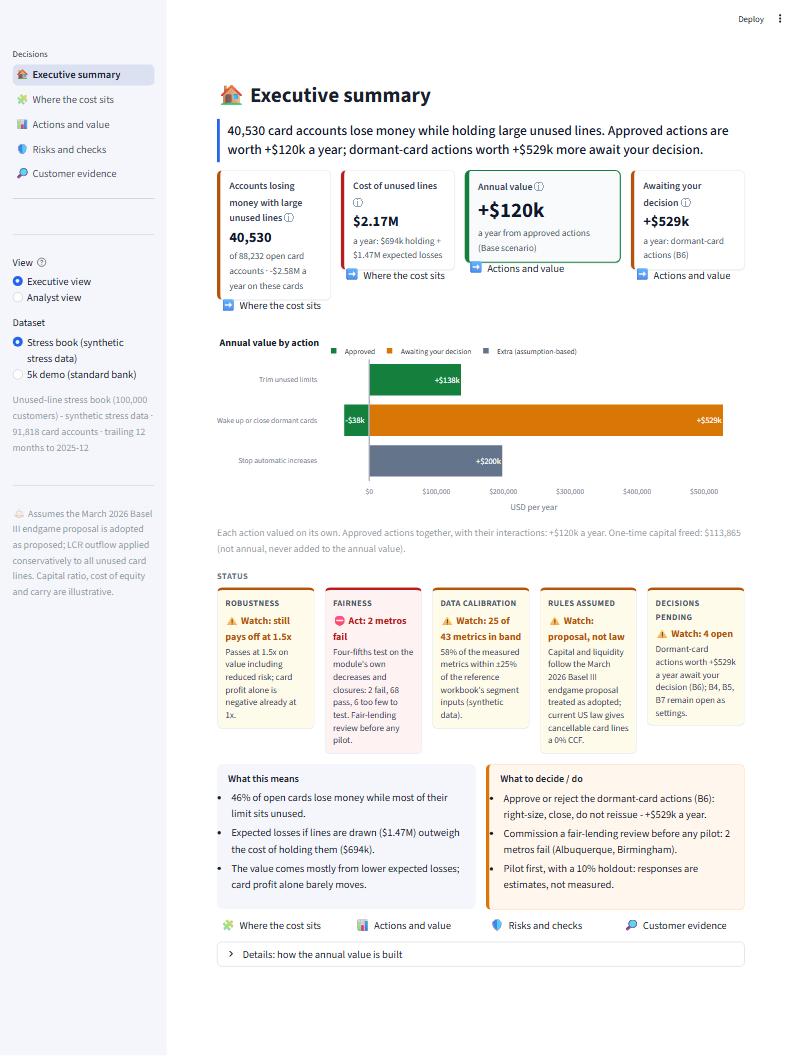 Deploy
Decisions
Executive summary
Where the cost sits
Actions and value
Risks and checks
Customer evidence
View
Executive view
Analyst view
Dataset
Stress book (synthetic
stress data)
5k demo (standard bank)
Unused-line stress book (100,000
customers) - synthetic stress data ·
91,818 card accounts · trailing 12
months to 2025-12
Assumes the March 2026 Basel
III endgame proposal is adopted
as proposed; LCR outflow applied
conservatively to all unused card
lines. Capital ratio, cost of equity
and carry are illustrative.
Executive summary
40,530 card accounts lose money while holding large unused lines. Approved actions are
worth +$120k a year; dormant-card actions worth +$529k more await your decision.
Accounts losing
money with large
unused lines
40,530
of 88,232 open card
accounts · -$2.58M a
year on these cards
Where the cost sits
Cost of unused lines
$2.17M
a year: $694k holding +
$1.47M expected losses
Where the cost sits
Annual value
+$120k
a year from approved actions
(Base scenario)
Actions and value
Awaiting your
decision
+$529k
a year: dormant-card
actions (B6)
Actions and value
Annual value by action
Approved
Awaiting your decision
Extra (assumption-based)
Trim unused limits
+$138k
Wake up or close dormant cards
-$38k
+$529k
Stop automatic increases
+$200k
$0
$100,000
$200,000
$300,000
$400,000
$500,000
USD per year
Each action valued on its own. Approved actions together, with their interactions: +$120k a year. One-time capital freed: $113,865
(not annual, never added to the annual value).
STATUS
ROBUSTNESS
Watch: still
pays off at 1.5x
Passes at 1.5x on
value including
reduced risk; card
profit alone is
negative already at
1x.
FAIRNESS
Act: 2 metros
fail
Four-fifths test on the
module's own
decreases and
closures: 2 fail, 68
pass, 6 too few to
test. Fair-lending
review before any
pilot.
DATA CALIBRATION
Watch: 25 of
43 metrics in band
58% of the measured
metrics within ±25%
of the reference
workbook's segment
inputs (synthetic
data).
RULES ASSUMED
Watch:
proposal, not law
Capital and liquidity
follow the March
2026 Basel III
endgame proposal
treated as adopted;
current US law gives
cancellable card lines
a 0% CCF.
DECISIONS
PENDING
Watch: 4 open
Dormant-card
actions worth +$529k
a year await your
decision (B6); B4, B5,
B7 remain open as
settings.
What this means
46% of open cards lose money while most of their
limit sits unused.
Expected losses if lines are drawn ($1.47M) outweigh
the cost of holding them ($694k).
The value comes mostly from lower expected losses;
card profit alone barely moves.
What to decide / do
Approve or reject the dormant-card actions (B6):
right-size, close, do not reissue - +$529k a year.
Commission a fair-lending review before any pilot: 2
metros fail (Albuquerque, Birmingham).
Pilot first, with a 10% holdout: responses are
estimates, not measured.
Where the cost sits
Actions and value
Risks and checks
Customer evidence
Details: how the annual value is built